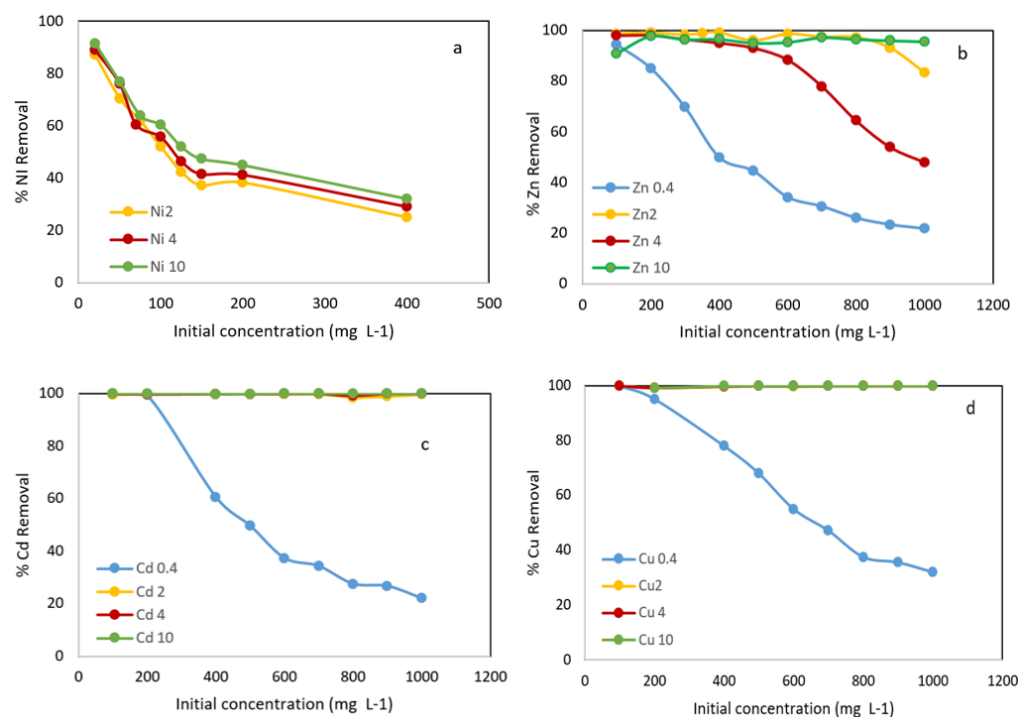 a
% NI Removal
100
80
60
40
20
0
Ni2
Ni 4
Ni 10
0 100 200 300 400 500
Initial concentration (mg L-1)
b
% Zn Removal
100
80
60
40
20
0
Zn 0.4
Zn2
Zn 4
Zn 10
0 200 400 600 800 1000 1200
Initial concentration (mg L-1)
c
% Cd Removal
100
80
60
40
20
0
Cd 0.4
Cd 2
Cd 4
Cd 10
0 200 400 600 800 1000 1200
Initial concentration (mg L-1)
d
% Cu Removal
100
80
60
40
20
0
Cu 0.4
Cu2
Cu 4
Cu 10
0 200 400 600 800 1000 1200
Initial concentration (mg L-1)